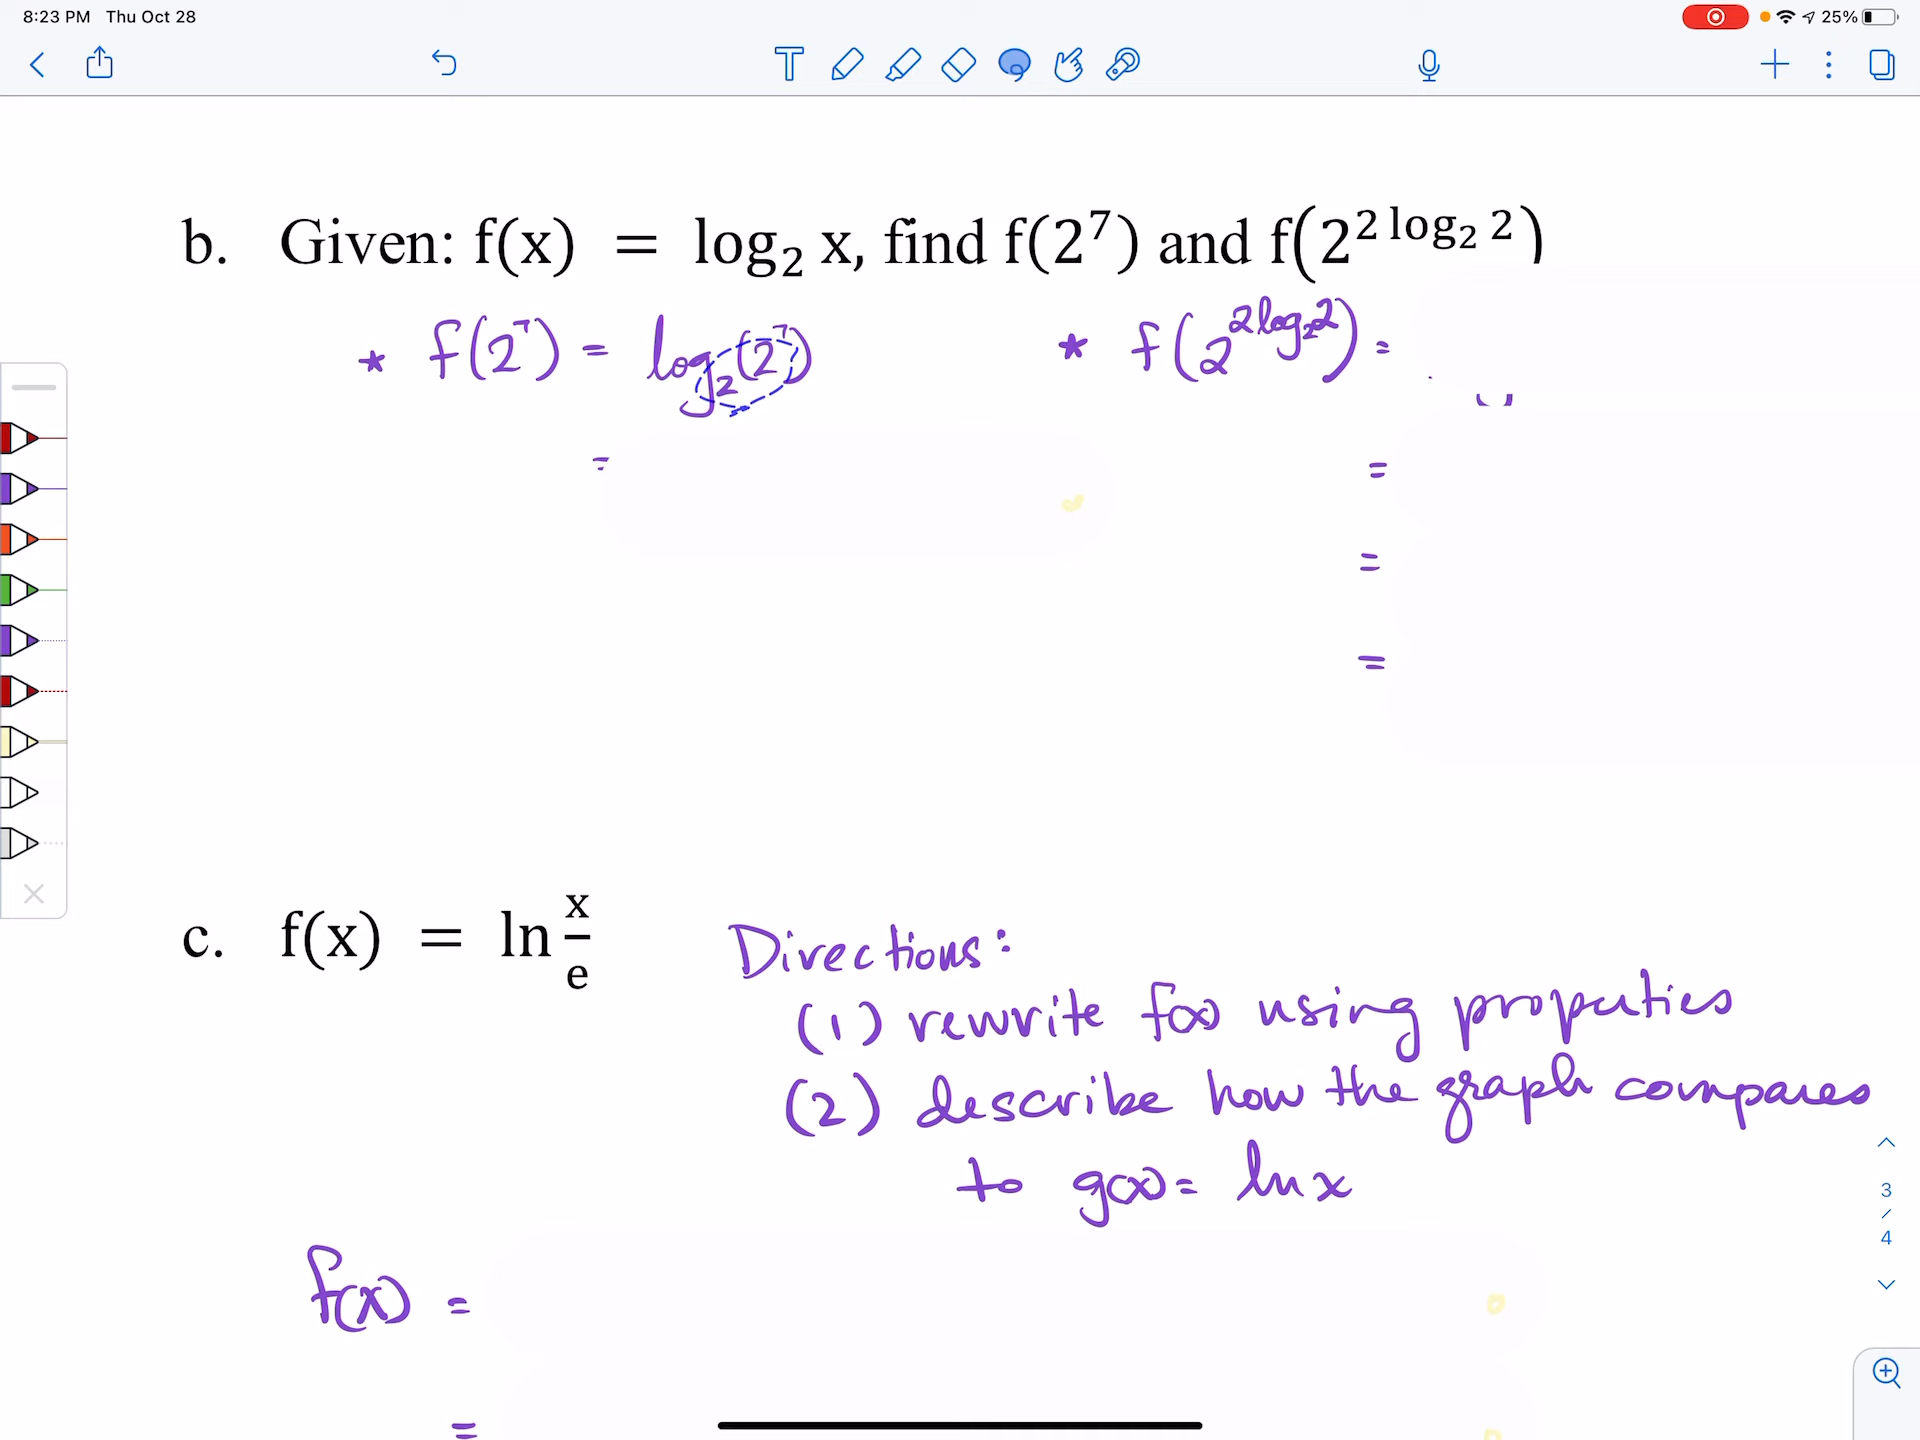 8:23 PM Thu Oct 28
25%
b. Given: f(x) = log₂ x, find f(2⁷) and f(2^(2 log₂ 2))
* f(2⁷) = log₂(2⁷)
* f(2^(2log₂2)) =
=
=
=
=
c. f(x) = ln x/e
Directions:
(1) rewrite f(x) using properties
(2) describe how the graph compares
to g(x) = ln x
3
/
4
f(x) =
=